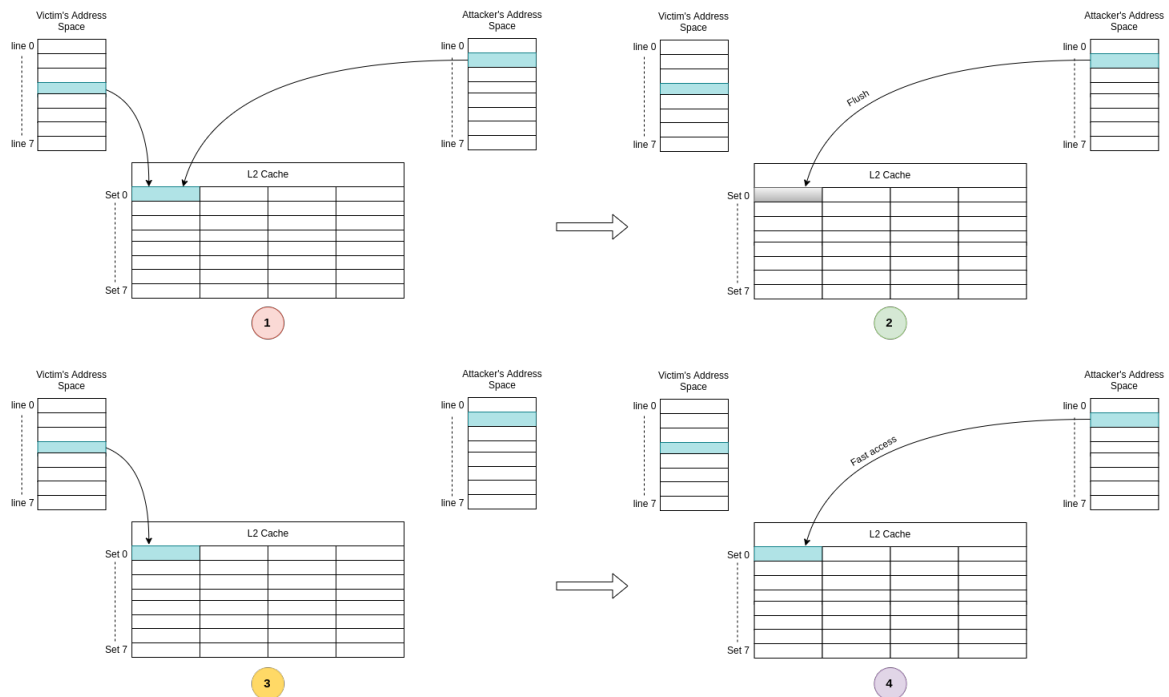 Victim's Address
Space
Attacker's Address
Space
line 0
line 7
line 0
line 7
L2 Cache
Set 0
Set 7
1
Victim's Address
Space
Attacker's Address
Space
line 0
line 7
line 0
line 7
Flush
L2 Cache
Set 0
Set 7
2
Victim's Address
Space
Attacker's Address
Space
line 0
line 7
line 0
line 7
L2 Cache
Set 0
Set 7
3
Victim's Address
Space
Attacker's Address
Space
line 0
line 7
line 0
line 7
Fast access
L2 Cache
Set 0
Set 7
4